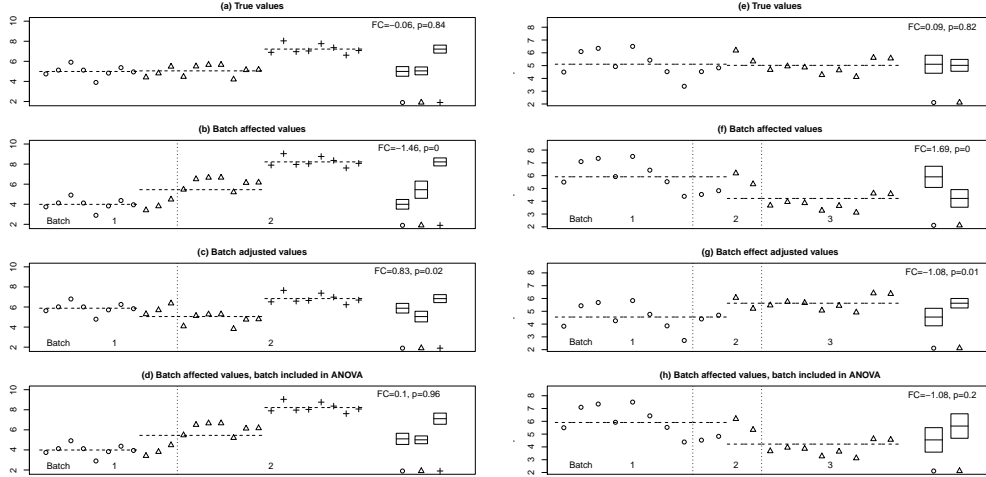 (a) True values
FC=−0.06, p=0.84
2 4 6 8 10
(b) Batch affected values
FC=−1.46, p=0
2 4 6 8 10
Batch 1 2
(c) Batch adjusted values
FC=0.83, p=0.02
2 4 6 8 10
Batch 1 2
(d) Batch affected values, batch included in ANOVA
FC=0.1, p=0.96
2 4 6 8 10
Batch 1 2
(e) True values
FC=0.09, p=0.82
2 3 4 5 6 7 8
(f) Batch affected values
FC=1.69, p=0
2 3 4 5 6 7 8
Batch 1 2 3
(g) Batch effect adjusted values
FC=−1.08, p=0.01
2 3 4 5 6 7 8
Batch 1 2 3
(h) Batch affected values, batch included in ANOVA
FC=−1.08, p=0.2
2 3 4 5 6 7 8
Batch 1 2 3